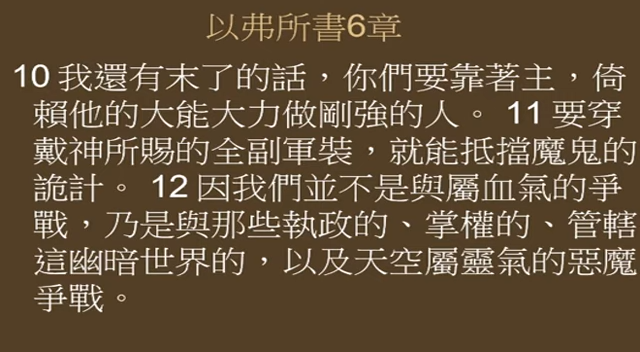 以弗所書6章
10 我還有末了的話，你們要靠著主，倚
賴他的大能大力做剛強的人。 11 要穿
戴神所賜的全副軍裝，就能抵擋魔鬼的
詭計。 12 因我們並不是與屬血氣的爭
戰，乃是與那些執政的、掌權的、管轄
這幽暗世界的，以及天空屬靈氣的惡魔
爭戰。